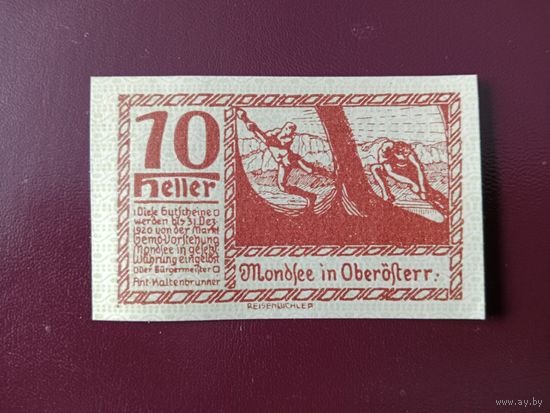 10
Heller
Diese Gutscheine
werden bis 31. Dez.
1920 von der Markt
gemd-Vorstehung
Mondsee in gesetzl.
Währung eingelöst
Der Bürgermeister
Ant. Kaltenbrunner
Mondsee in Oberösterr.
REISENBICHLER
www.ay.by